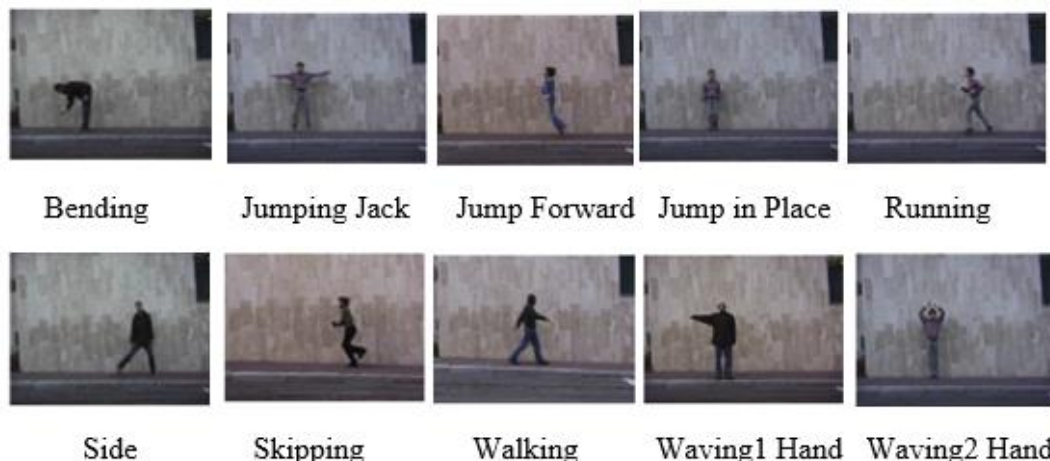 Bending Jumping Jack Jump Forward Jump in Place Running
Side Skipping Walking Waving1 Hand Waving2 Hand